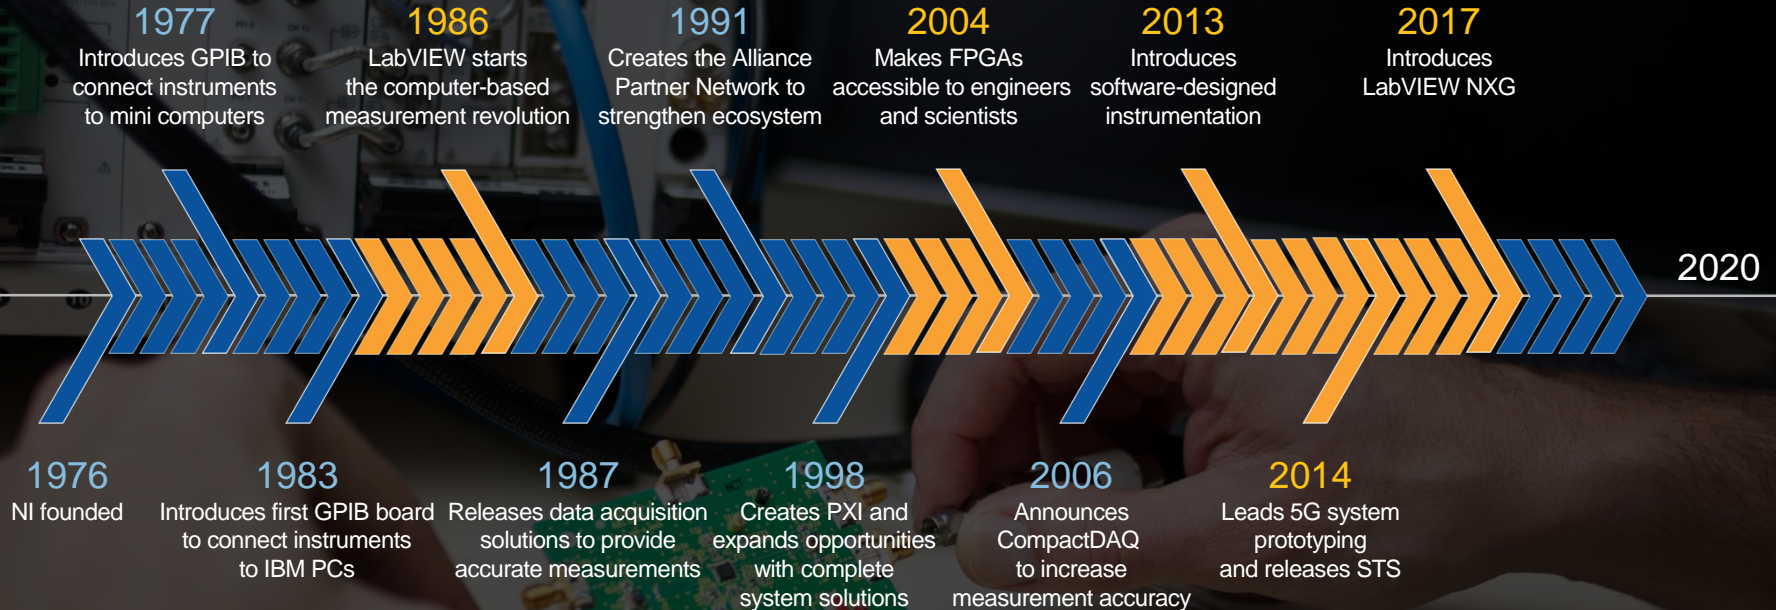 1977
Introduces GPIB to
connect instruments
to mini computers
1986
LabVIEW starts
the computer-based
measurement revolution
1991
Creates the Alliance
Partner Network to
strengthen ecosystem
2004
Makes FPGAs
accessible to engineers
and scientists
2013
Introduces
software-designed
instrumentation
2017
Introduces
LabVIEW NXG
2020
1976
NI founded
1983
Introduces first GPIB board
to connect instruments
to IBM PCs
1987
Releases data acquisition
solutions to provide
accurate measurements
1998
Creates PXI and
expands opportunities
with complete
system solutions
2006
Announces
CompactDAQ
to increase
measurement accuracy
2014
Leads 5G system
prototyping
and releases STS